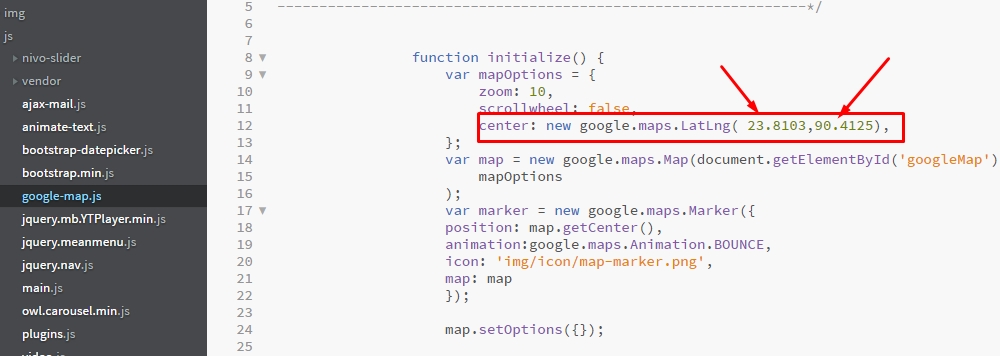 img
js
nivo-slider
vendor
ajax-mail.js
animate-text.js
bootstrap-datepicker.js
bootstrap.min.js
google-map.js
jquery.mb.YTPlayer.min.js
jquery.meanmenu.js
jquery.nav.js
main.js
owl.carousel.min.js
plugins.js
video.js
5 ----------------------------------------------------------------*/
6
7
8 function initialize() {
9 var mapOptions = {
10 zoom: 10,
11 scrollwheel: false,
12 center: new google.maps.LatLng( 23.8103,90.4125),
13 };
14 var map = new google.maps.Map(document.getElementById('googleMap')
15 mapOptions
16 );
17 var marker = new google.maps.Marker({
18 position: map.getCenter(),
19 animation:google.maps.Animation.BOUNCE,
20 icon: 'img/icon/map-marker.png',
21 map: map
22 });
23
24 map.setOptions({});
25